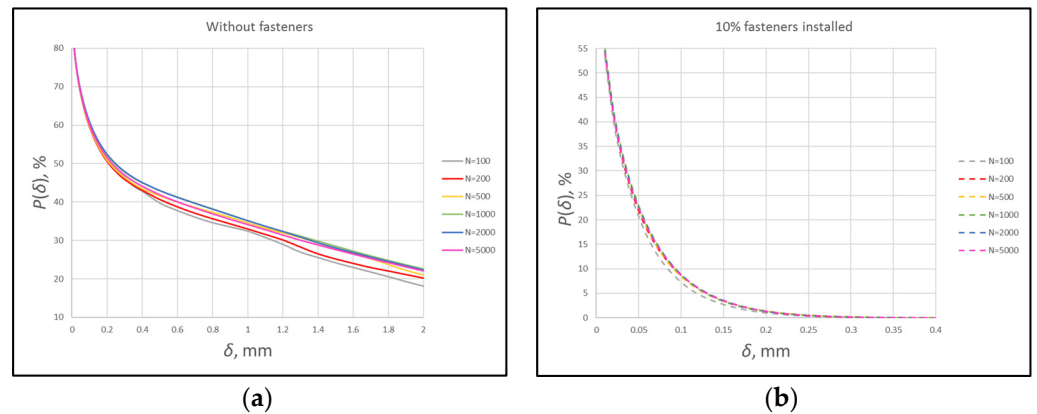 Without fasteners
80
70
60
50
40
30
20
10
P(δ), %
0 0.2 0.4 0.6 0.8 1 1.2 1.4 1.6 1.8 2
δ, mm
N=100
N=200
N=500
N=1000
N=2000
N=5000
(a)
10% fasteners installed
55
50
45
40
35
30
25
20
15
10
5
0
P(δ), %
0 0.05 0.1 0.15 0.2 0.25 0.3 0.35 0.4
δ, mm
N=100
N=200
N=500
N=1000
N=2000
N=5000
(b)